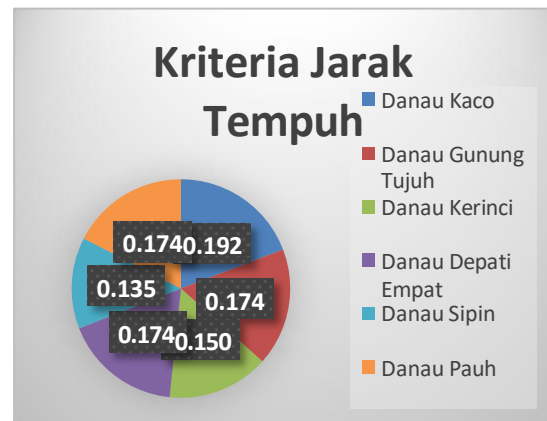 Kriteria Jarak
Tempuh
Danau Kaco
Danau Gunung
Tujuh
Danau Kerinci
Danau Depati
Empat
Danau Sipin
Danau Pauh
0.174
0.192
0.135
0.174
0.174
0.150